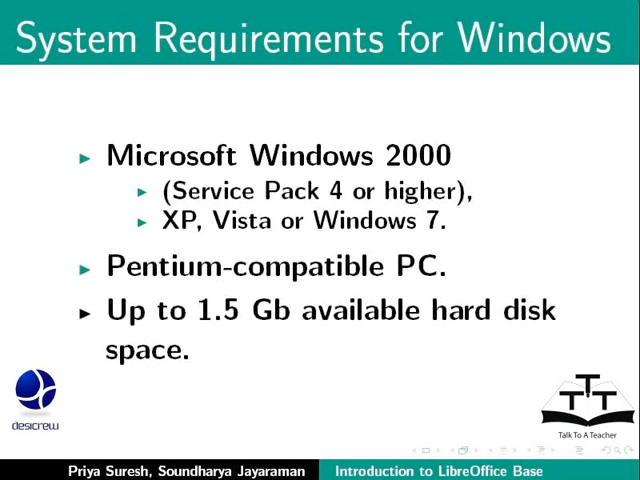 System Requirements for Windows
Microsoft Windows 2000
(Service Pack 4 or higher),
XP, Vista or Windows 7.
Pentium-compatible PC.
Up to 1.5 Gb available hard disk
space.
desicrew
TTT
Talk To A Teacher
Priya Suresh, Soundharya Jayaraman
Introduction to LibreOffice Base